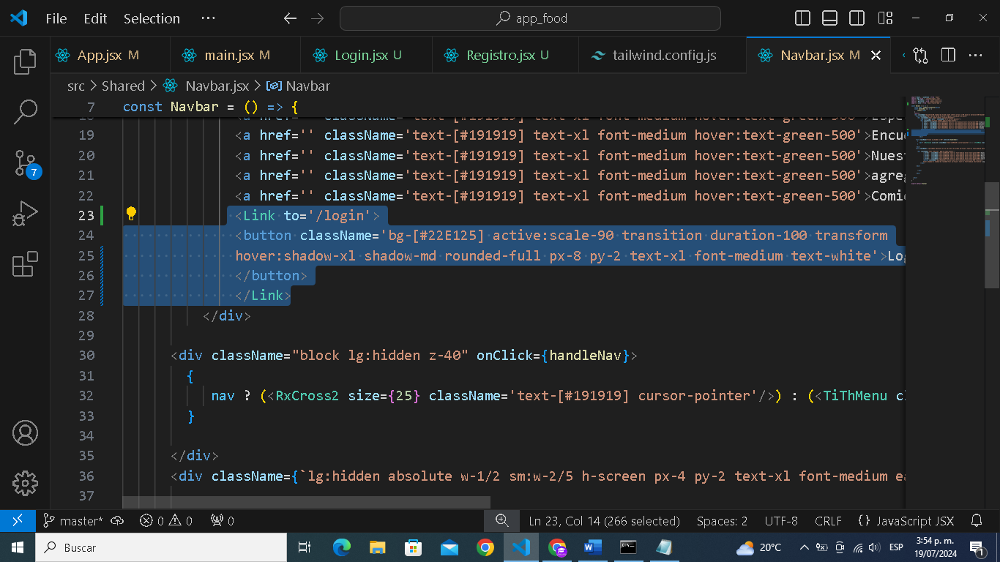 File Edit Selection ··· app_food
App.jsx M main.jsx M Login.jsx U Registro.jsx U tailwind.config.js Navbar.jsx M
src > Shared > Navbar.jsx > Navbar
7 const Navbar = () => {
19 <a href='' className='text-[#191919] text-xl font-medium hover:text-green-500'>Encu
20 <a href='' className='text-[#191919] text-xl font-medium hover:text-green-500'>Nuest
21 <a href='' className='text-[#191919] text-xl font-medium hover:text-green-500'>agreg
22 <a href='' className='text-[#191919] text-xl font-medium hover:text-green-500'>Comid
23 <Link to='/login'>
24 <button className='bg-[#22E125] active:scale-90 transition duration-100 transform
25 hover:shadow-xl shadow-md rounded-full px-8 py-2 text-xl font-medium text-white'>Log
26 </button>
27 </Link>
28 </div>
29
30 <div className="block lg:hidden z-40" onClick={handleNav}>
31 {
32 nav ? (<RxCross2 size={25} className='text-[#191919] cursor-pointer'/>) : (<TiThMenu cl
33 }
34
35 </div>
36 <div className={`lg:hidden absolute w-1/2 sm:w-2/5 h-screen px-4 py-2 text-xl font-medium ea
37
7
master* 0 0 0 Ln 23, Col 14 (266 selected) Spaces: 2 UTF-8 CRLF {} JavaScript JSX
Buscar 20°C ESP 3:54 p. m.
19/07/2024 1